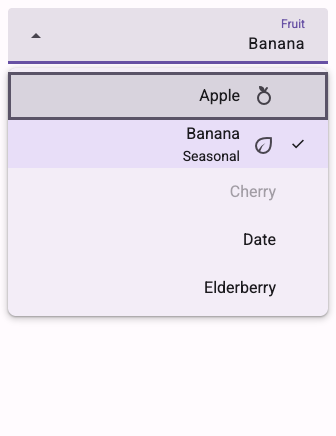 Fruit
Banana
Apple
Banana
Seasonal
Cherry
Date
Elderberry